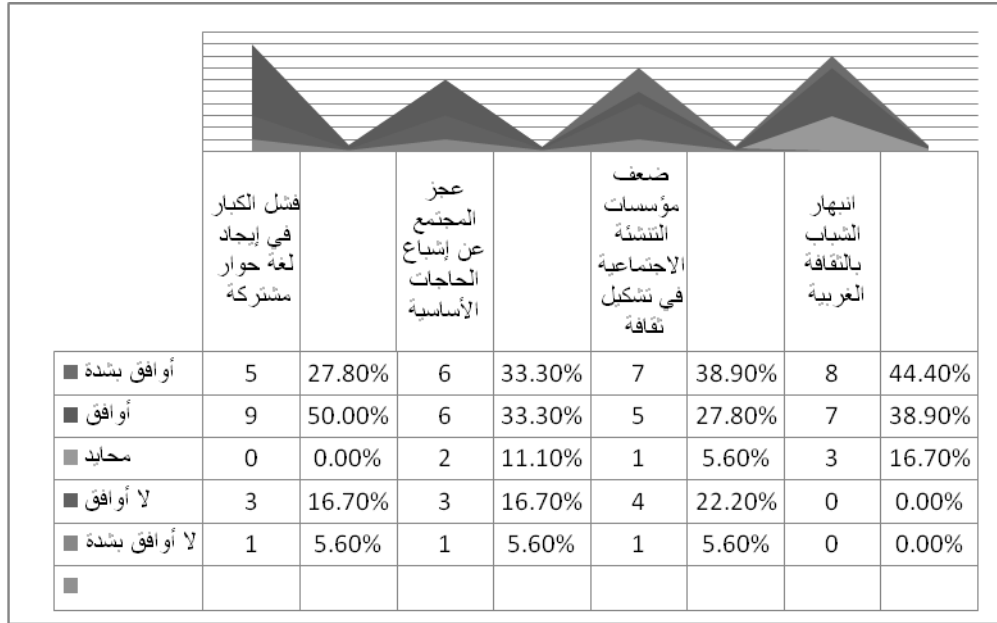 فشل الكبار
في إيجاد
لغة حوار
مشتركة
عجز
المجتمع
عن إشباع
الحاجات
الأساسية
ضعف
مؤسسات
التنشئة
الاجتماعية
في تشكيل
ثقافة
انبهار
الشباب
بالثقافة
الغربية
أوافق بشدة 5 27.80% 6 33.30% 7 38.90% 8 44.40%
أوافق 9 50.00% 6 33.30% 5 27.80% 7 38.90%
محايد 0 0.00% 2 11.10% 1 5.60% 3 16.70%
لا أوافق 3 16.70% 3 16.70% 4 22.20% 0 0.00%
لا أوافق بشدة 1 5.60% 1 5.60% 1 5.60% 0 0.00%